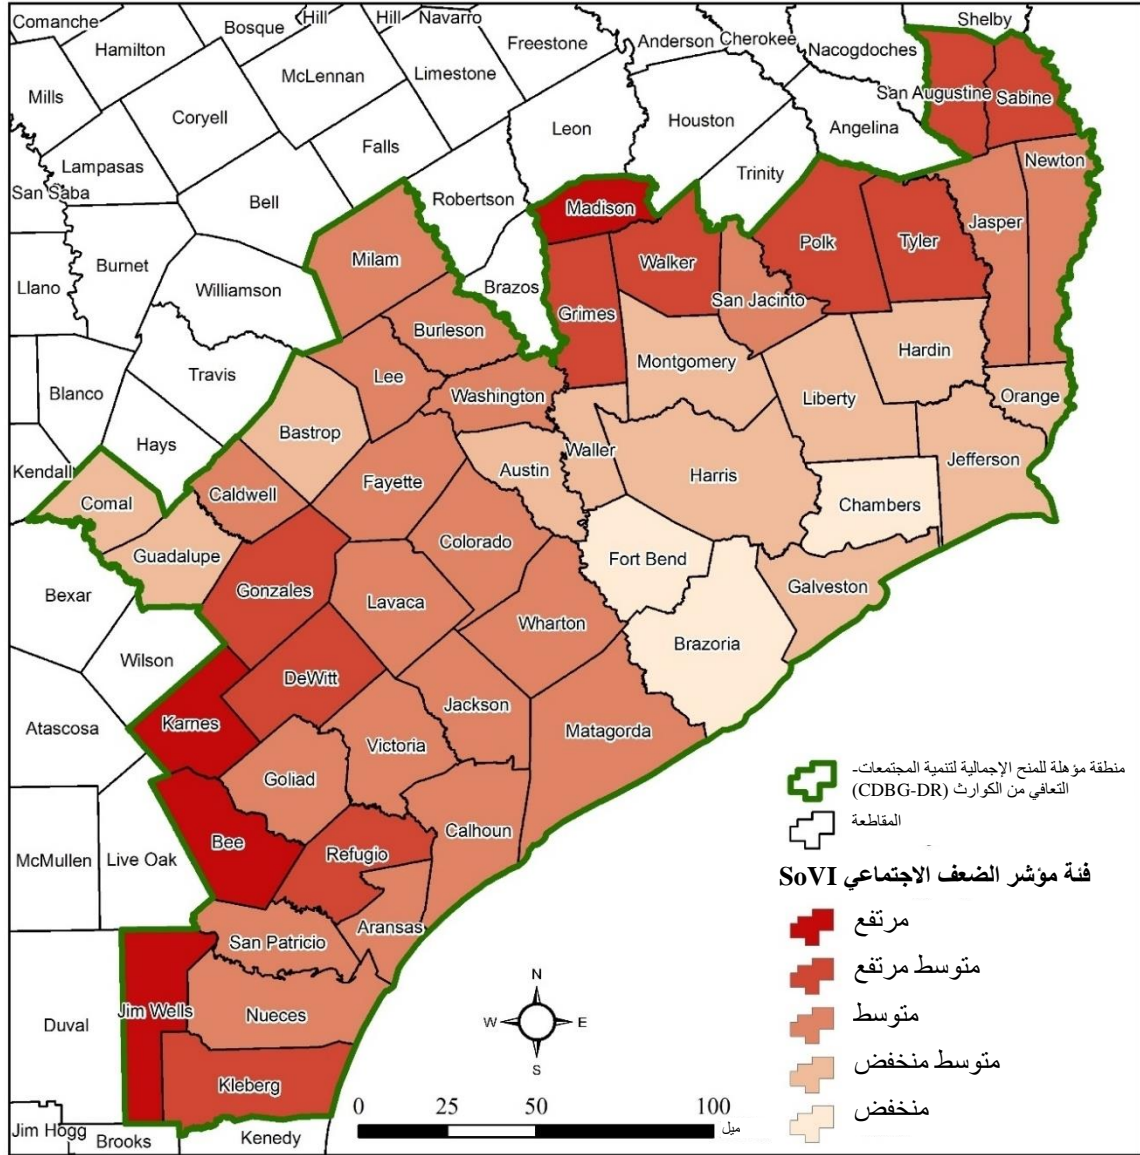 Comanche
Hamilton
Bosque
Hill
Hill
Navarro
Freestone
Anderson
Cherokee
Nacogdoches
Shelby
McLennan
Limestone
San Augustine
Sabine
Mills
Coryell
Leon
Houston
Angelina
Falls
Lampasas
Newton
Trinity
San Saba
Bell
Robertson
Madison
Jasper
Milam
Polk
Tyler
Burnet
Walker
Llano
Williamson
Brazos
San Jacinto
Grimes
Burleson
Hardin
Montgomery
Travis
Lee
Blanco
Washington
Liberty
Orange
Bastrop
Hays
Waller
Jefferson
Kendall
Austin
Harris
Fayette
Caldwell
Comal
Chambers
Colorado
Guadalupe
Fort Bend
Gonzales
Galveston
Bexar
Lavaca
Wharton
Brazoria
Wilson
DeWitt
Jackson
Karnes
Atascosa
Matagorda
Victoria
Goliad
Calhoun
Bee
Refugio
McMullen
Live Oak
Aransas
San Patricio
Jim Wells
Nueces
Duval
Kleberg
Jim Hogg
Brooks
Kenedy
منطقة مؤهلة للمنح الإجمالية لتنمية المجتمعات-
التعافي من الكوارث (CDBG-DR)
المقاطعة
فئة مؤشر الضعف الاجتماعي SoVI
مرتفع
متوسط مرتفع
متوسط
متوسط منخفض
منخفض
N
W
E
S
0 25 50 100
ميل